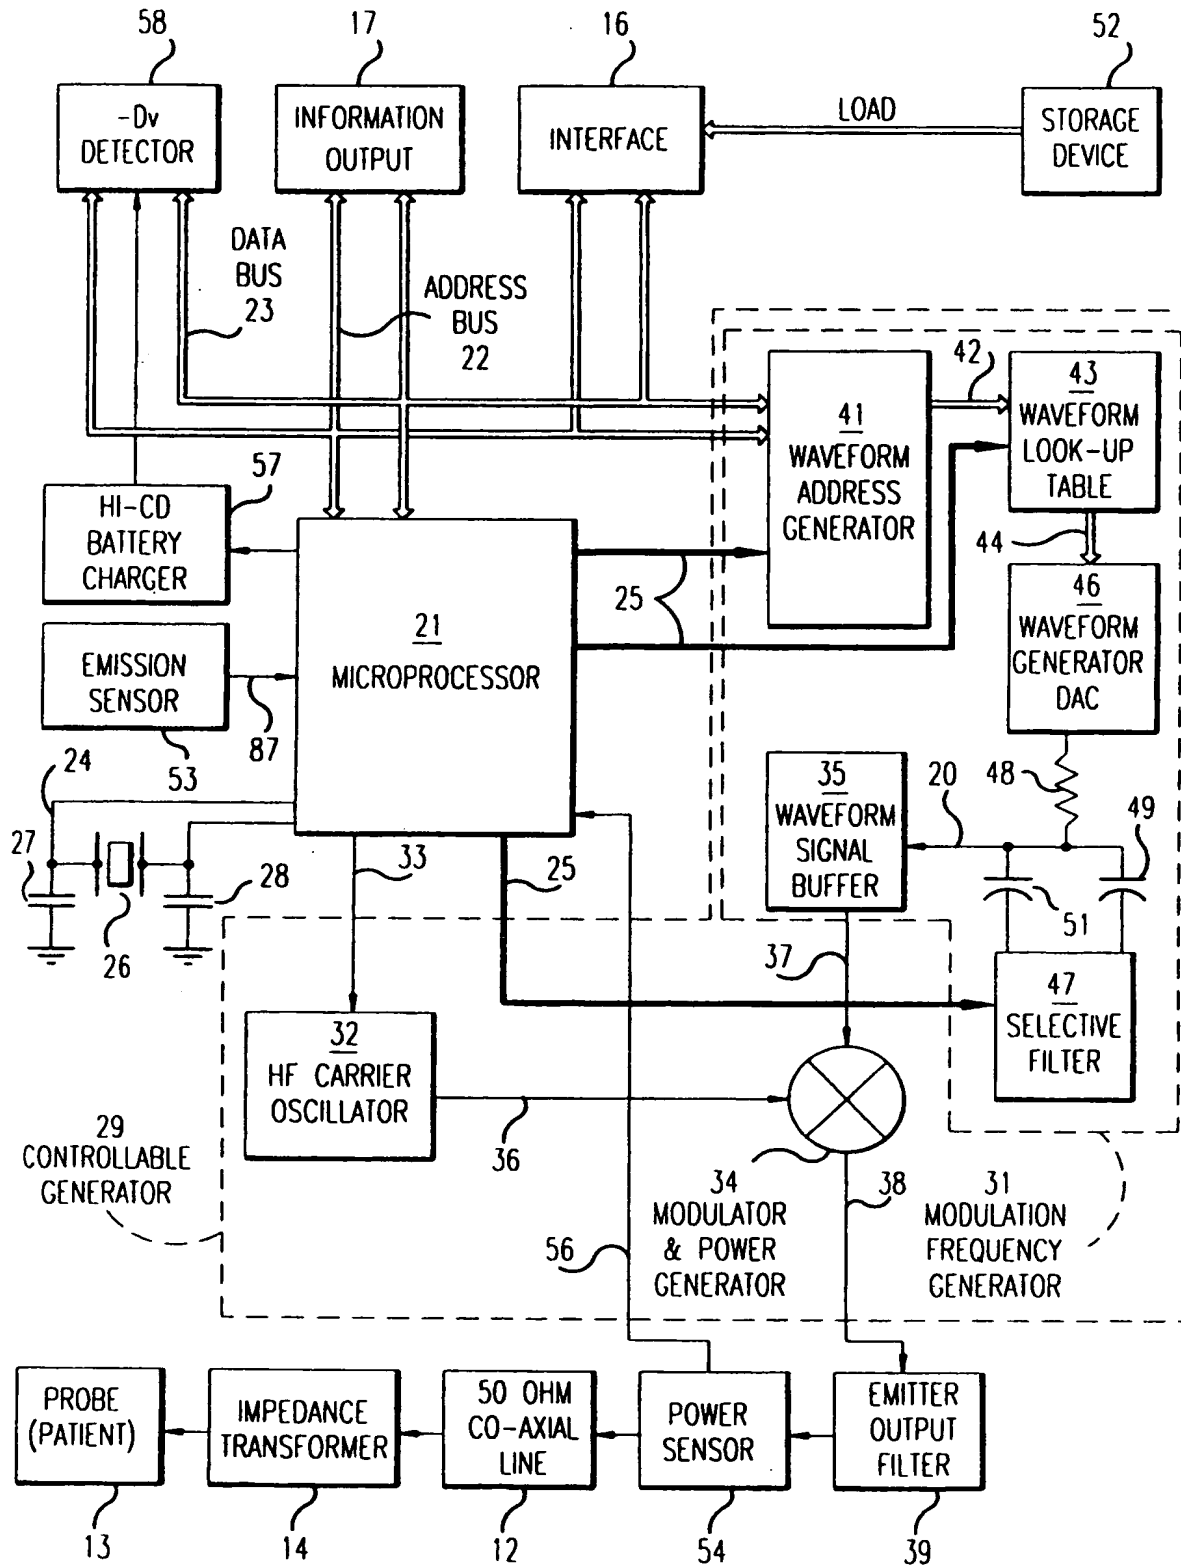 58
17
16
52
-Dv
DETECTOR
INFORMATION
OUTPUT
INTERFACE
LOAD
STORAGE
DEVICE
DATA
BUS
23
ADDRESS
BUS
22
42
41
WAVEFORM
ADDRESS
GENERATOR
43
WAVEFORM
LOOK-UP
TABLE
44
57
HI-CD
BATTERY
CHARGER
25
46
WAVEFORM
GENERATOR
DAC
21
MICROPROCESSOR
EMISSION
SENSOR
87
53
24
48
49
35
WAVEFORM
SIGNAL
BUFFER
20
51
27
26
28
33
25
37
47
SELECTIVE
FILTER
32
HF CARRIER
OSCILLATOR
36
29
CONTROLLABLE
GENERATOR
34
MODULATOR
& POWER
GENERATOR
38
31
MODULATION
FREQUENCY
GENERATOR
56
PROBE
(PATIENT)
IMPEDANCE
TRANSFORMER
50 OHM
CO-AXIAL
LINE
POWER
SENSOR
EMITTER
OUTPUT
FILTER
13
14
12
54
39